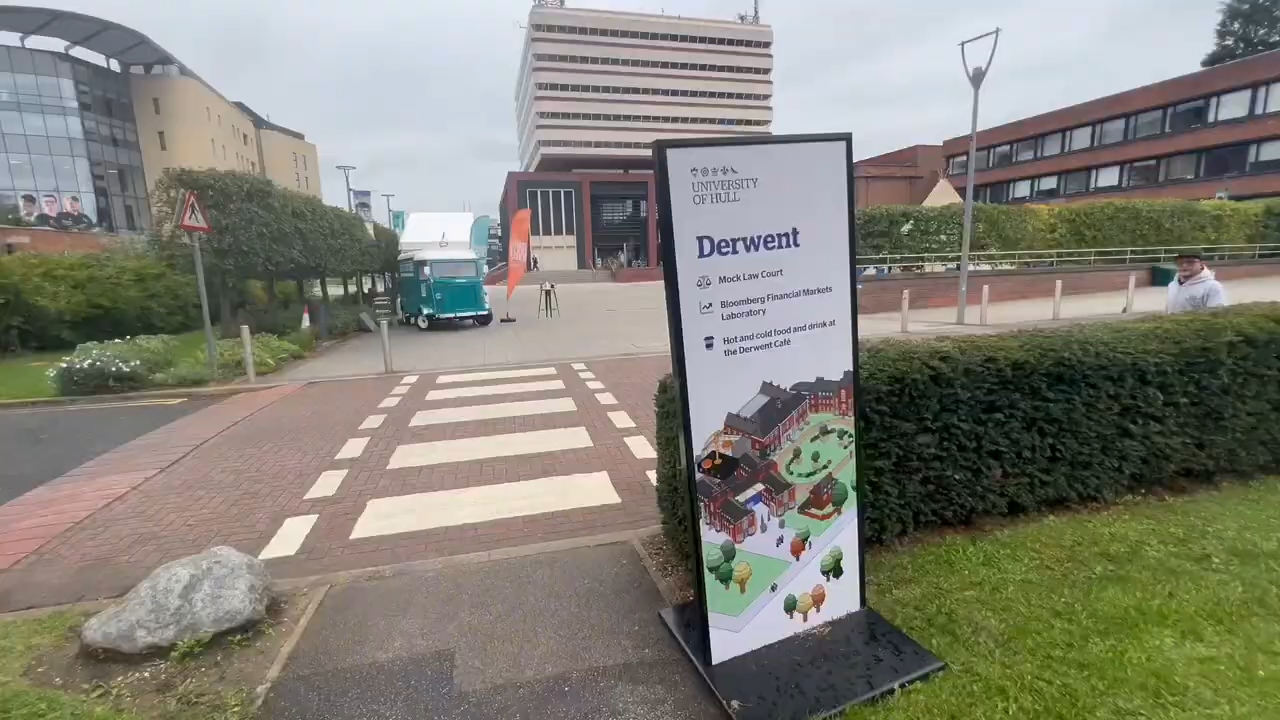 UNIVERSITY
OF HULL
Derwent
Mock Law Court
Bloomberg Financial Markets
Laboratory
Hot and cold food and drink at
the Derwent Café